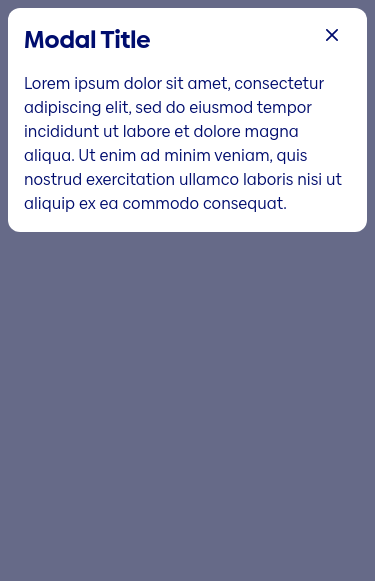 Modal Title
Lorem ipsum dolor sit amet, consectetur
adipiscing elit, sed do eiusmod tempor
incididunt ut labore et dolore magna
aliqua. Ut enim ad minim veniam, quis
nostrud exercitation ullamco laboris nisi ut
aliquip ex ea commodo consequat.